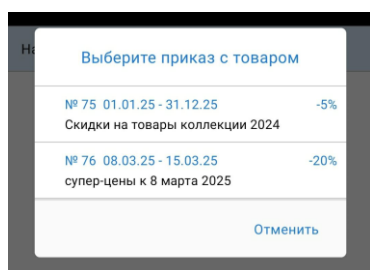 На
Выберите приказ с товаром
№ 75 01.01.25 - 31.12.25 -5%
Скидки на товары коллекции 2024
№ 76 08.03.25 - 15.03.25 -20%
супер-цены к 8 марта 2025
Отменить